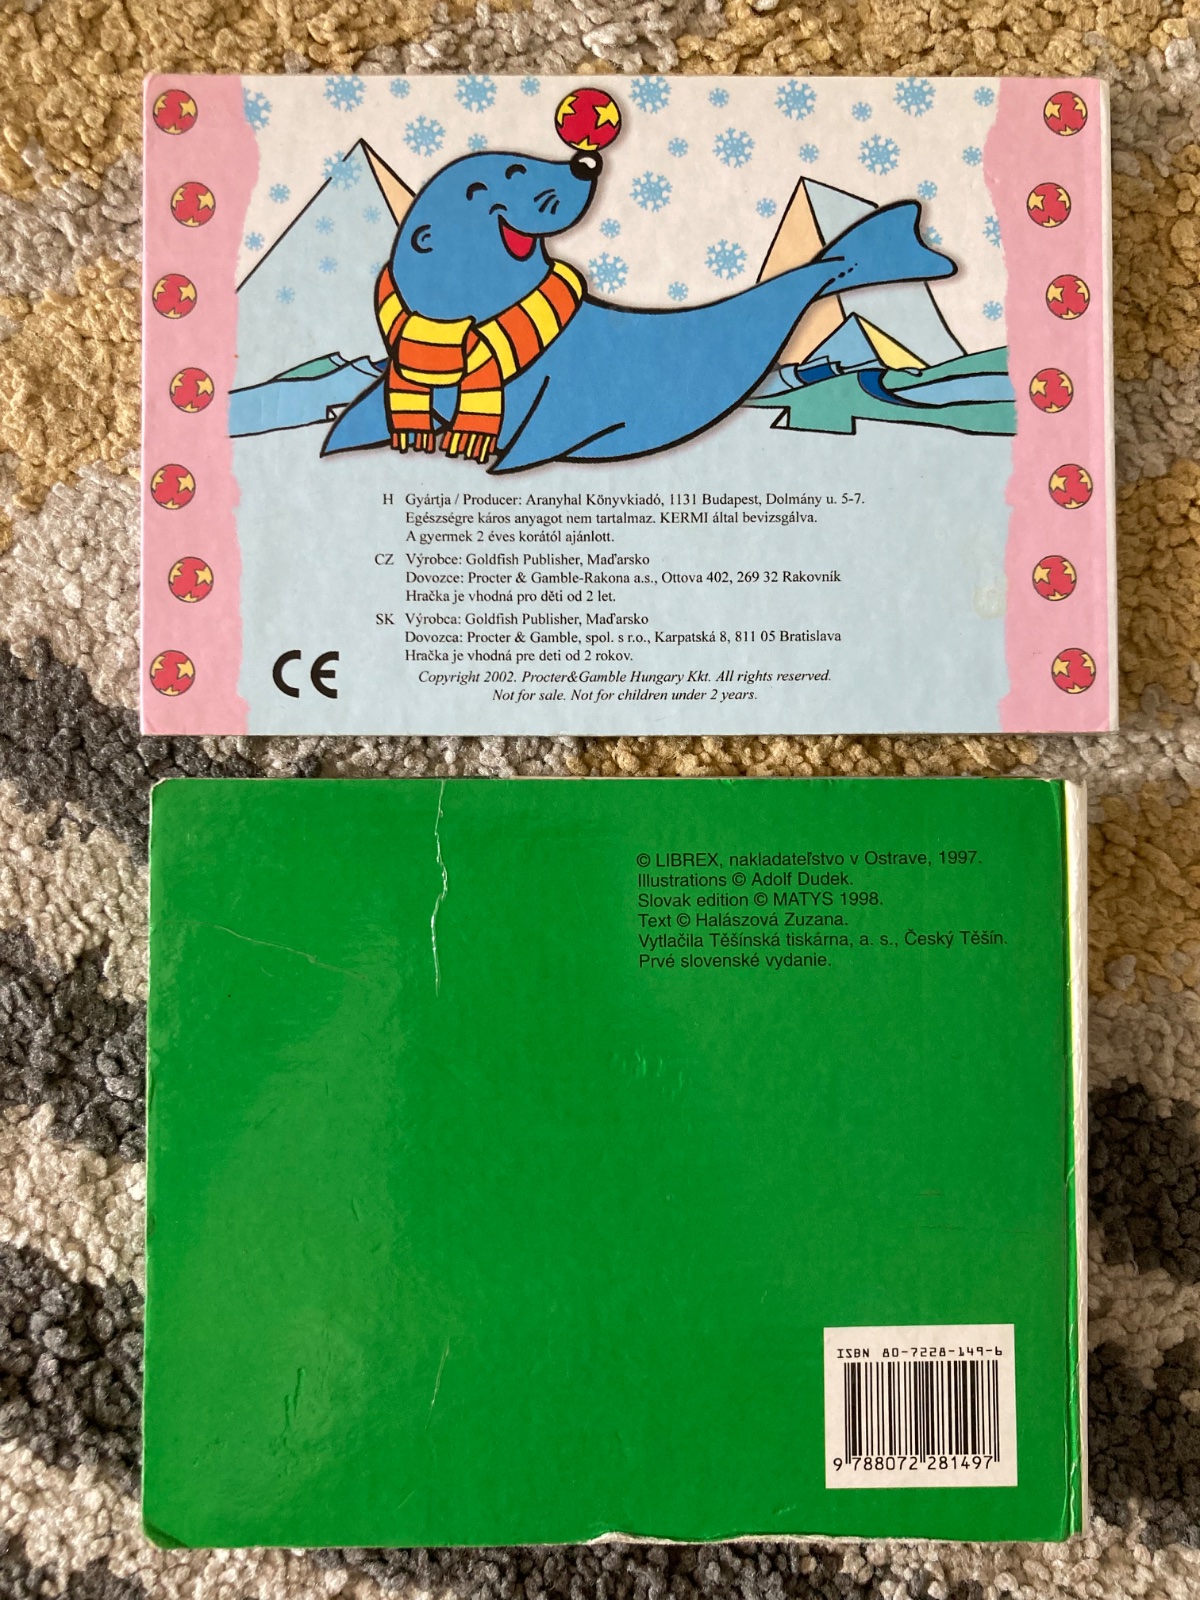 H Gyártja / Producer: Aranyhal Könyvkiadó, 1131 Budapest, Dolmány u. 5-7.
Egészségre káros anyagot nem tartalmaz. KERMI által bevizsgálva.
A gyermek 2 éves korától ajánlott.
CZ Výrobce: Goldfish Publisher, Maďarsko
Dovozce: Procter & Gamble-Rakona a.s., Ottova 402, 269 32 Rakovník
Hračka je vhodná pro děti od 2 let.
SK Výrobca: Goldfish Publisher, Maďarsko
Dovozca: Procter & Gamble, spol. s r.o., Karpatská 8, 811 05 Bratislava
Hračka je vhodná pre deti od 2 rokov.
CE
Copyright 2002. Procter&Gamble Hungary Kkt. All rights reserved.
Not for sale. Not for children under 2 years.
© LIBREX, nakladateľstvo v Ostrave, 1997.
Illustrations © Adolf Dudek.
Slovak edition © MATYS 1998.
Text © Halászová Zuzana.
Vytlačila Těšínská tiskárna, a. s., Český Těšín.
Prvé slovenské vydanie.
ISBN 80-7228-149-6
9 788072 281497